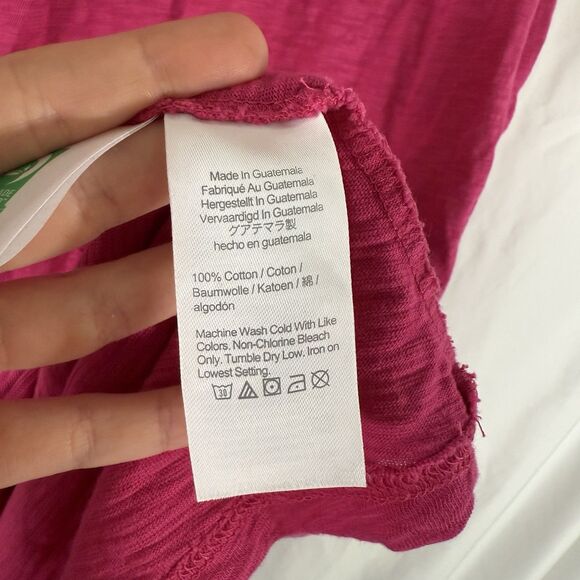 Made In Guatemala
Fabriqué Au Guatemala
Hergestellt In Guatemala
Vervaardigd In Guatemala
グアテマラ製
hecho en guatemala
100% Cotton / Coton /
Baumwolle / Katoen / 綿 /
algodón
Machine Wash Cold With Like
Colors. Non-Chlorine Bleach
Only. Tumble Dry Low. Iron on
Lowest Setting.
30